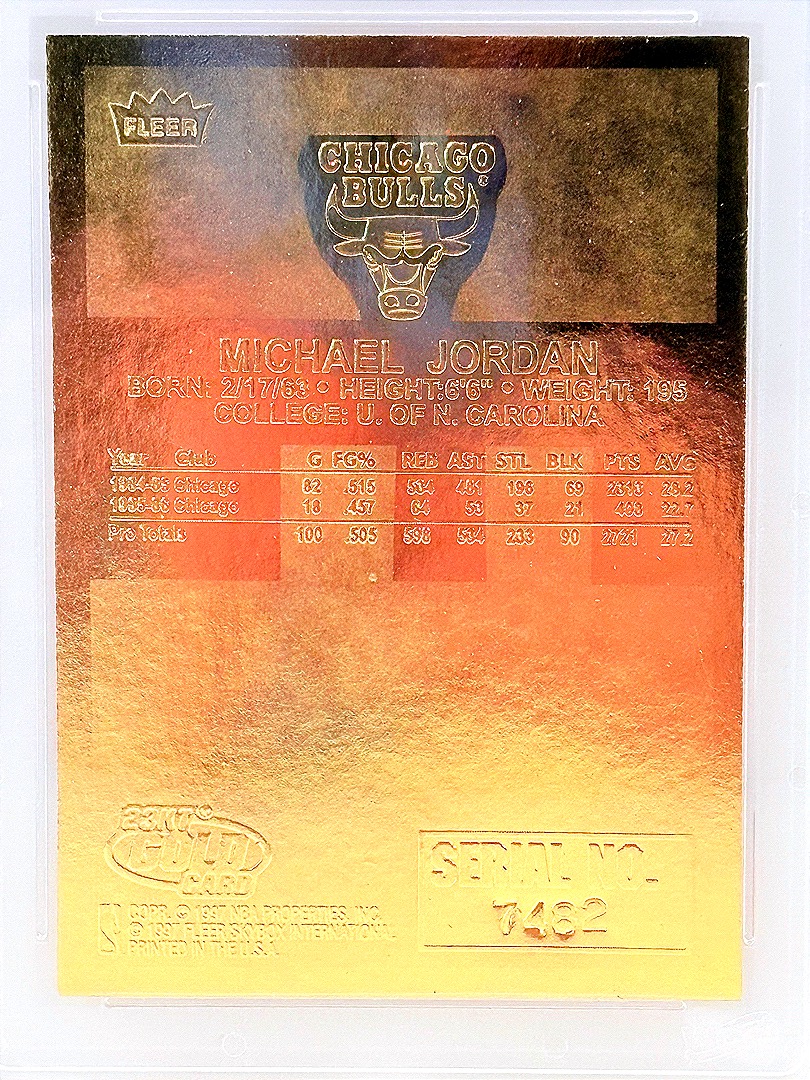 FLEER
CHICAGO
BULLS®
MICHAEL JORDAN
BORN: 2/17/63 • HEIGHT:6'6" • WEIGHT: 195
COLLEGE: U. OF N. CAROLINA
Year Club G FG% REB AST STL BLK PTS AVG
1984-85 Chicago 82 .515 534 481 196 69 2313 28.2
1985-86 Chicago 18 .457 64 53 37 21 408 22.7
Pro Totals 100 .505 598 534 233 90 2721 27.2
23KT
GOLD
CARD
SERIAL NO.
7462
COPR. © 1997 NBA PROPERTIES, INC.
© 1997 FLEER SKYBOX INTERNATIONAL
PRINTED IN THE U.S.A.